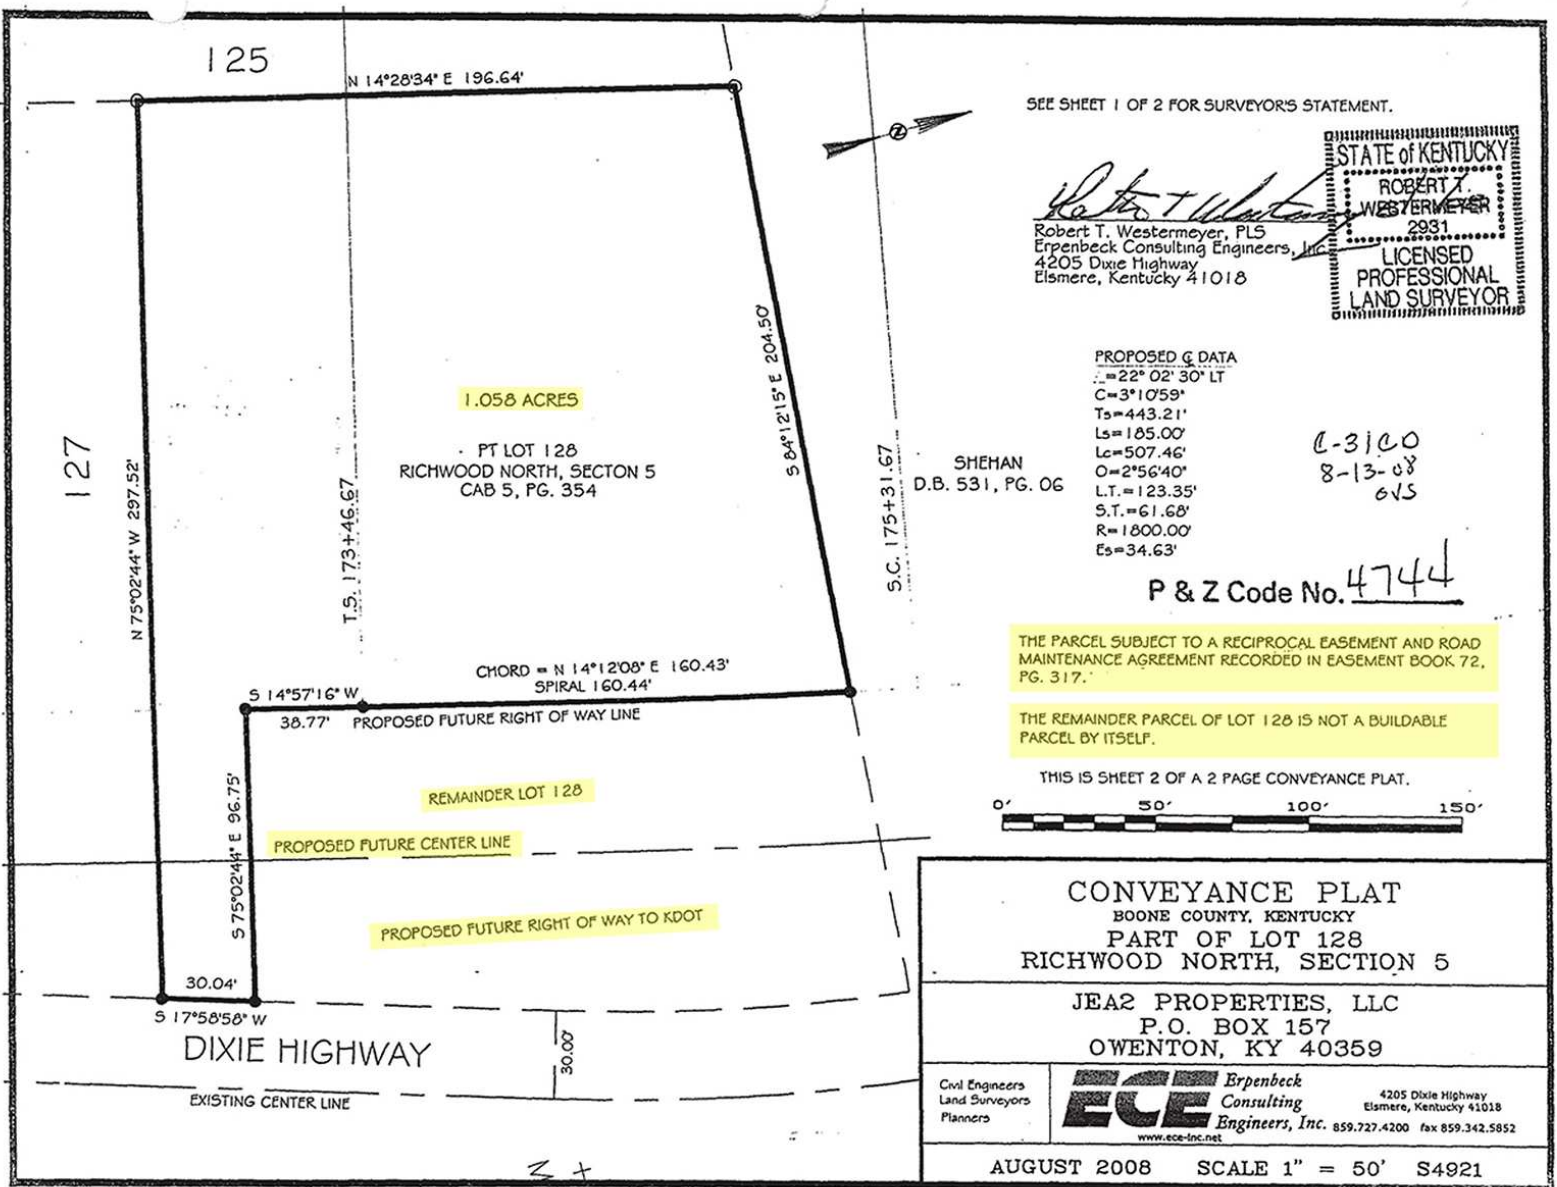 125
N 14°28'34" E 196.64'
127
N 75°02'44" W 297.52'
T.S. 173+46.67
1.058 ACRES
PT LOT 128
RICHWOOD NORTH, SECTON 5
CAB 5, PG. 354
S 84°12'15" E 204.50'
S.C. 175+31.67
SHEHAN
D.B. 531, PG. 06
CHORD = N 14°12'08" E 160.43'
SPIRAL 160.44'
S 14°57'16" W
38.77'
PROPOSED FUTURE RIGHT OF WAY LINE
S 75°02'44" E 96.75'
REMAINDER LOT 128
PROPOSED FUTURE CENTER LINE
PROPOSED FUTURE RIGHT OF WAY TO KDOT
30.04'
S 17°58'58" W
DIXIE HIGHWAY
30.00'
EXISTING CENTER LINE
Z
SEE SHEET 1 OF 2 FOR SURVEYOR'S STATEMENT.
STATE of KENTUCKY
ROBERT T.
WESTERMEYER
2931
LICENSED
PROFESSIONAL
LAND SURVEYOR
Robert T. Westermeyer, PLS
Erpenbeck Consulting Engineers, Inc
4205 Dixie Highway
Elsmere, Kentucky 41018
PROPOSED ℄ DATA
=22° 02' 30" LT
C=3°10'59"
Ts=443.21'
Ls=185.00'
Lc=507.46'
O=2°56'40"
L.T.=123.35'
S.T.=61.68'
R=1800.00'
Es=34.63'
8-13-08
P & Z Code No. 4744
THE PARCEL SUBJECT TO A RECIPROCAL EASEMENT AND ROAD
MAINTENANCE AGREEMENT RECORDED IN EASEMENT BOOK 72,
PG. 317.
THE REMAINDER PARCEL OF LOT 128 IS NOT A BUILDABLE
PARCEL BY ITSELF.
THIS IS SHEET 2 OF A 2 PAGE CONVEYANCE PLAT.
0' 50' 100' 150'
CONVEYANCE PLAT
BOONE COUNTY, KENTUCKY
PART OF LOT 128
RICHWOOD NORTH, SECTION 5
JEA2 PROPERTIES, LLC
P.O. BOX 157
OWENTON, KY 40359
Civil Engineers
Land Surveyors
Planners
ECE
Erpenbeck
Consulting
Engineers, Inc.
www.ece-inc.net
4205 Dixie Highway
Elsmere, Kentucky 41018
859.727.4200 fax 859.342.5852
AUGUST 2008 SCALE 1" = 50' S4921